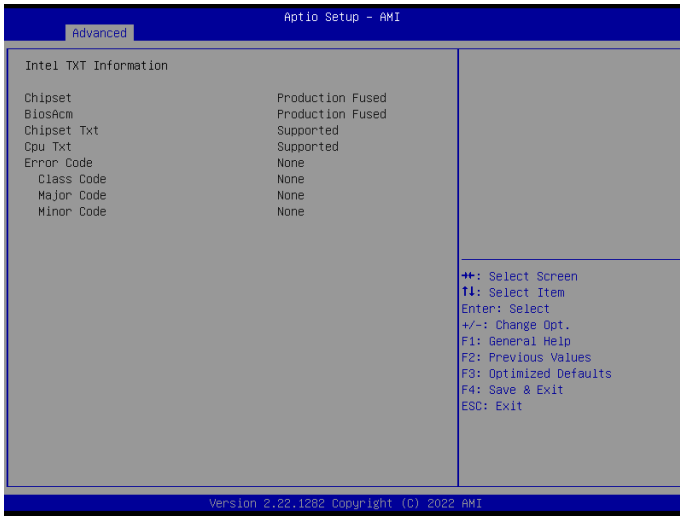 Aptio Setup – AMI
Advanced
Intel TXT Information
Chipset Production Fused
BiosAcm Production Fused
Chipset Txt Supported
Cpu Txt Supported
Error Code None
Class Code None
Major Code None
Minor Code None
→←: Select Screen
↑↓: Select Item
Enter: Select
+/-: Change Opt.
F1: General Help
F2: Previous Values
F3: Optimized Defaults
F4: Save & Exit
ESC: Exit
Version 2.22.1282 Copyright (C) 2022 AMI